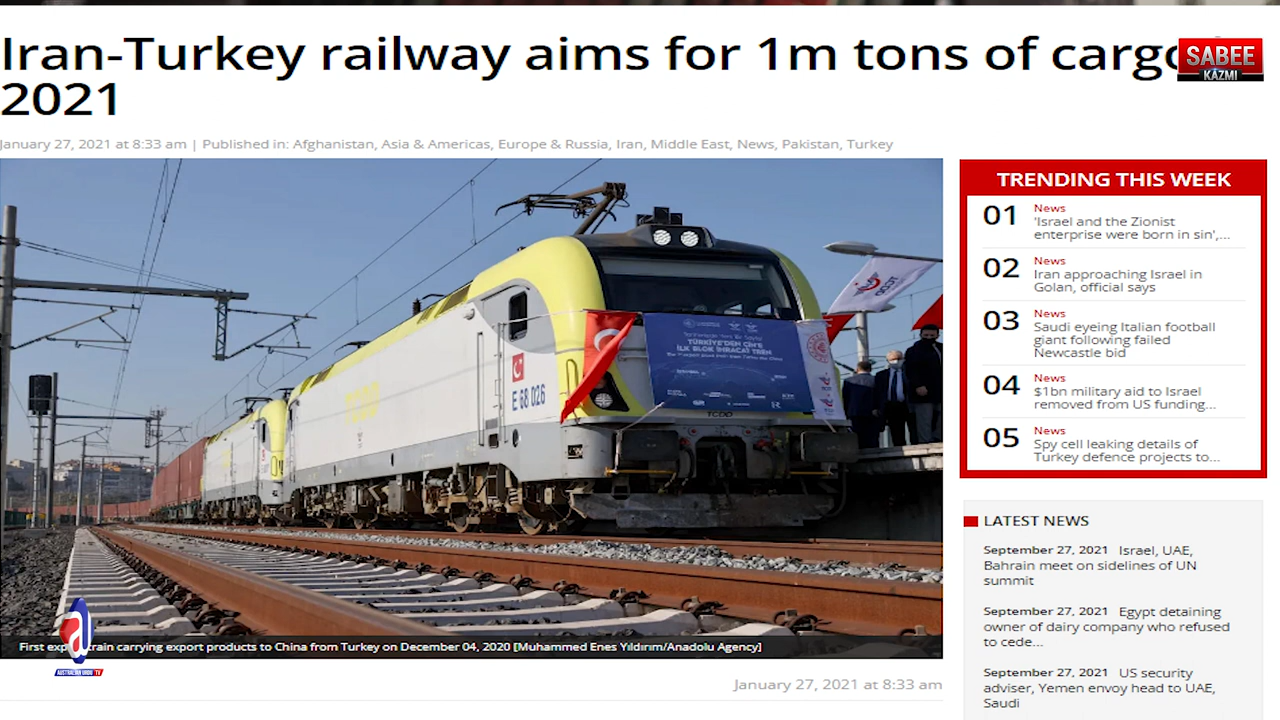 Iran-Turkey railway aims for 1m tons of cargo
2021
SABEE
KAZMI
January 27, 2021 at 8:33 am | Published in: Afghanistan, Asia & Americas, Europe & Russia, Iran, Middle East, News, Pakistan, Turkey
TÜRKİYE'DEN ÇİN'E
İLK BLOK İHRACAT TREN
E 68 026
TCDD
First train carrying export products to China from Turkey on December 04, 2020 [Muhammed Enes Yıldırım/Anadolu Agency]
January 27, 2021 at 8:33 am
TRENDING THIS WEEK
01
News
'Israel and the Zionist
enterprise were born in sin',...
02
News
Iran approaching Israel in
Golan, official says
03
News
Saudi eyeing Italian football
giant following failed
Newcastle bid
04
News
$1bn military aid to Israel
removed from US funding...
05
News
Spy cell leaking details of
Turkey defence projects to...
LATEST NEWS
September 27, 2021 Israel, UAE,
Bahrain meet on sidelines of UN
summit
September 27, 2021 Egypt detaining
owner of dairy company who refused
to cede...
September 27, 2021 US security
adviser, Yemen envoy head to UAE,
Saudi